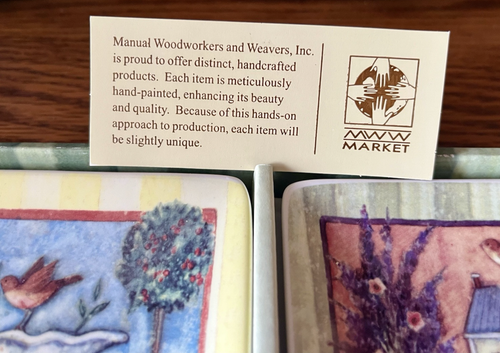 Manual Woodworkers and Weavers, Inc.
is proud to offer distinct, handcrafted
products. Each item is meticulously
hand-painted, enhancing its beauty
and quality. Because of this hands-on
approach to production, each item will
be slightly unique.
MWW
MARKET